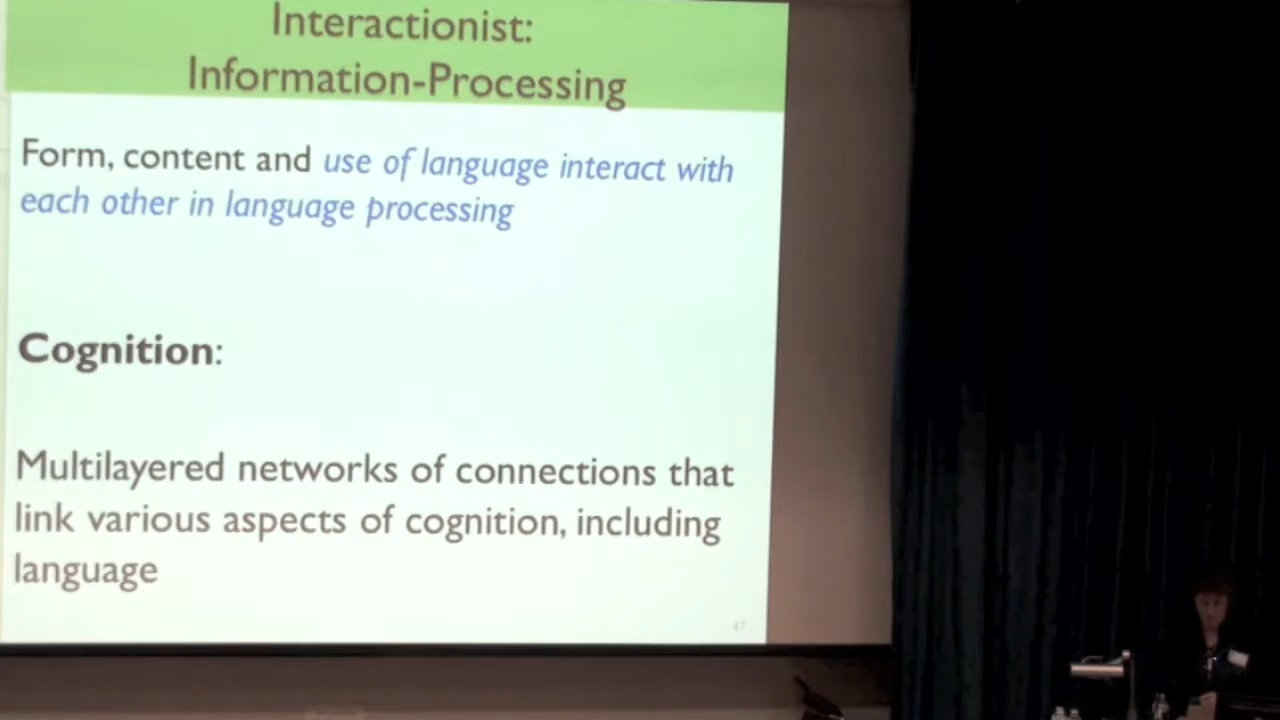 Interactionist:
Information-Processing
Form, content and use of language interact with
each other in language processing
Cognition:
Multilayered networks of connections that
link various aspects of cognition, including
language
47